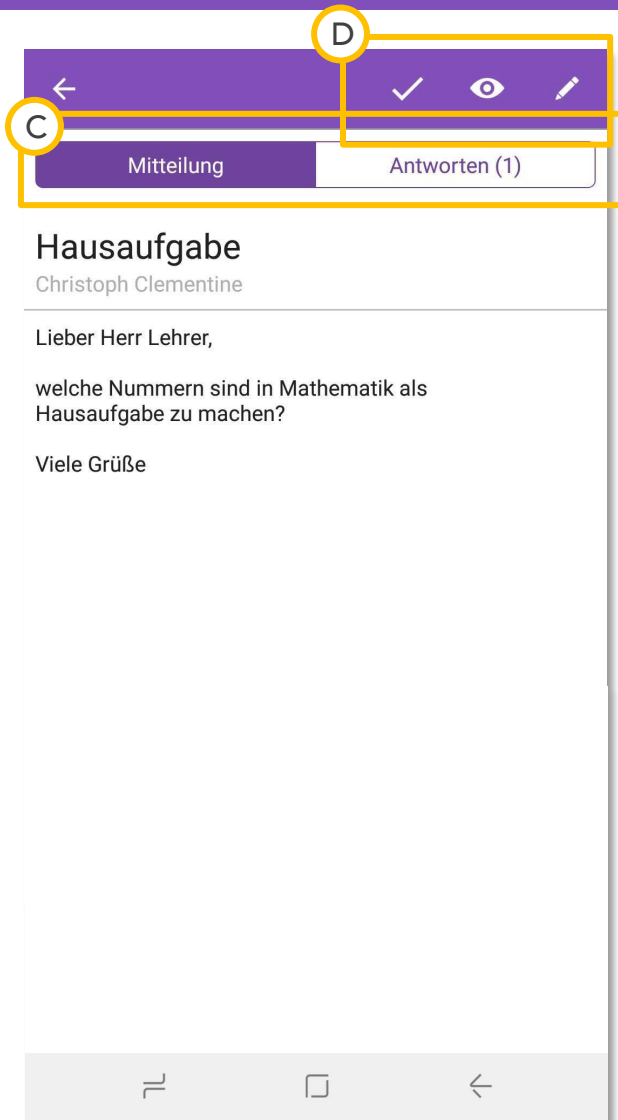 D
C
Mitteilung
Antworten (1)
Hausaufgabe
Christoph Clementine
Lieber Herr Lehrer,
welche Nummern sind in Mathematik als
Hausaufgabe zu machen?
Viele Grüße